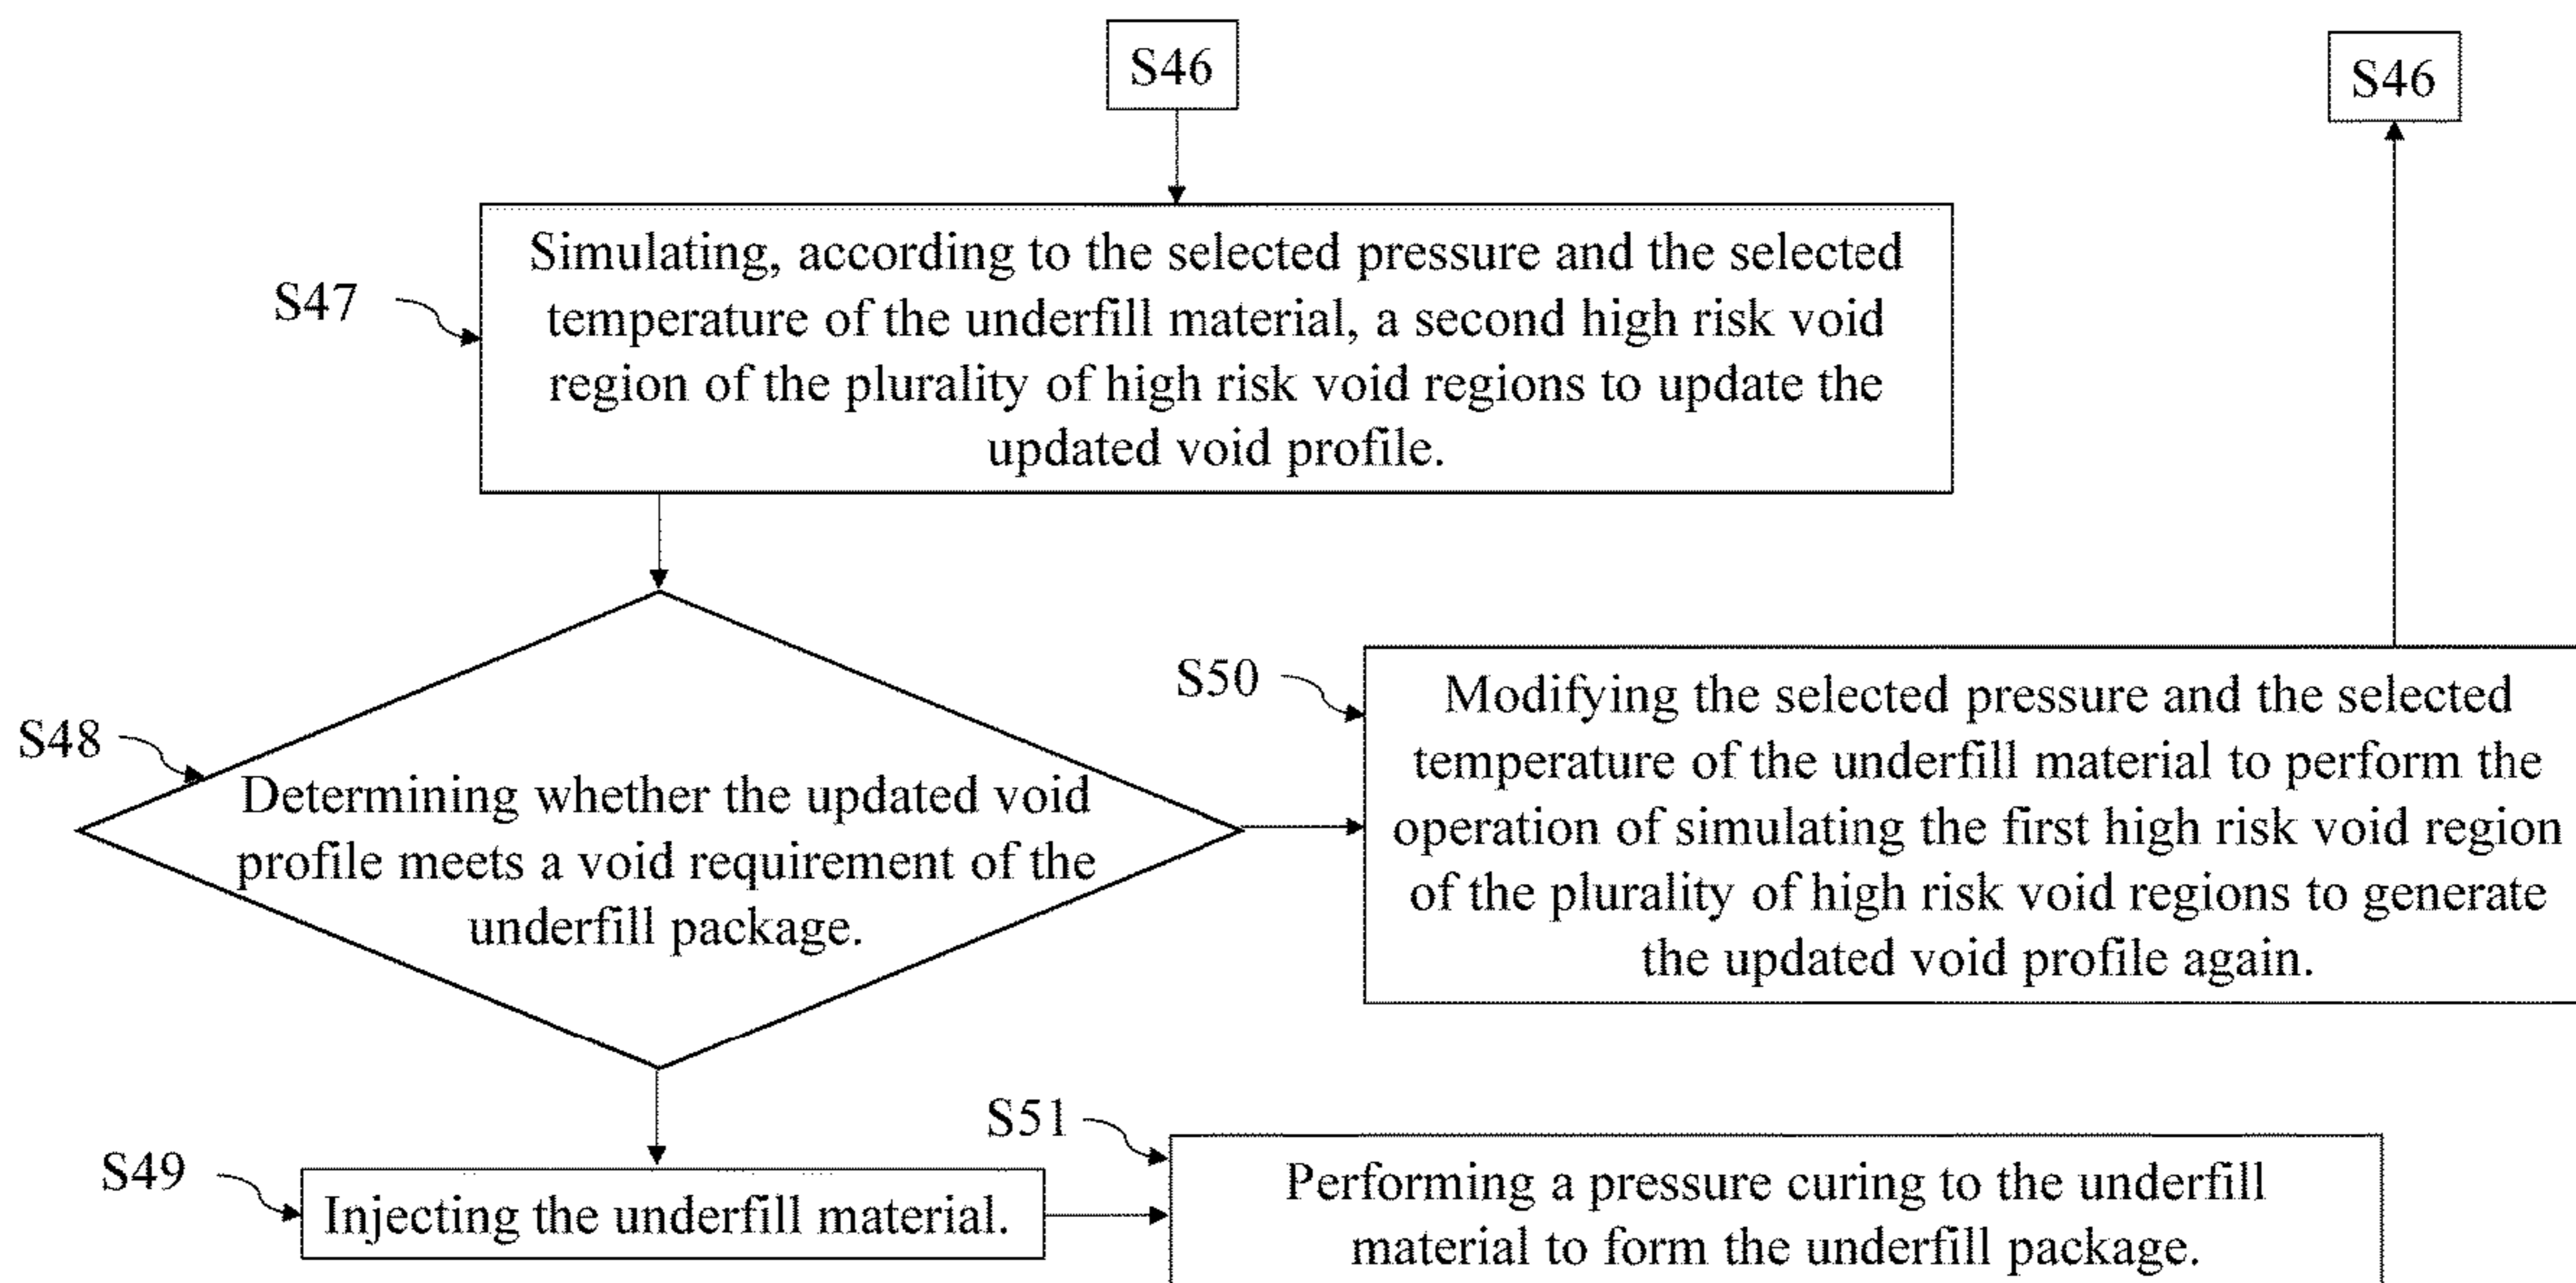 S46
S46
S47
Simulating, according to the selected pressure and the selected
temperature of the underfill material, a second high risk void
region of the plurality of high risk void regions to update the
updated void profile.
S48
Determining whether the updated void
profile meets a void requirement of the
underfill package.
S50
Modifying the selected pressure and the selected
temperature of the underfill material to perform the
operation of simulating the first high risk void region
of the plurality of high risk void regions to generate
the updated void profile again.
S49
Injecting the underfill material.
S51
Performing a pressure curing to the underfill
material to form the underfill package.